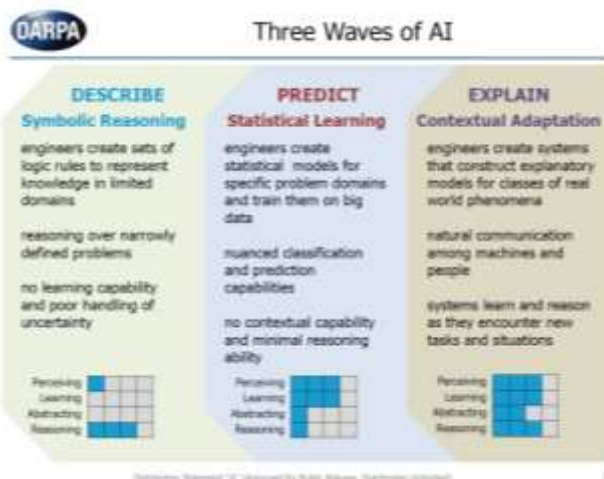 DARPA
Three Waves of AI
DESCRIBE
Symbolic Reasoning
engineers create sets of
logic rules to represent
knowledge in limited
domains
reasoning over narrowly
defined problems
no learning capability
and poor handling of
uncertainty
Perceiving
Learning
Abstracting
Reasoning
PREDICT
Statistical Learning
engineers create
statistical models for
specific problem domains
and train them on big
data
nuanced classification
and prediction
capabilities
no contextual capability
and minimal reasoning
ability
Perceiving
Learning
Abstracting
Reasoning
EXPLAIN
Contextual Adaptation
engineers create systems
that construct explanatory
models for classes of real
world phenomena
natural communication
among machines and
people
systems learn and reason
as they encounter new
tasks and situations
Perceiving
Learning
Abstracting
Reasoning